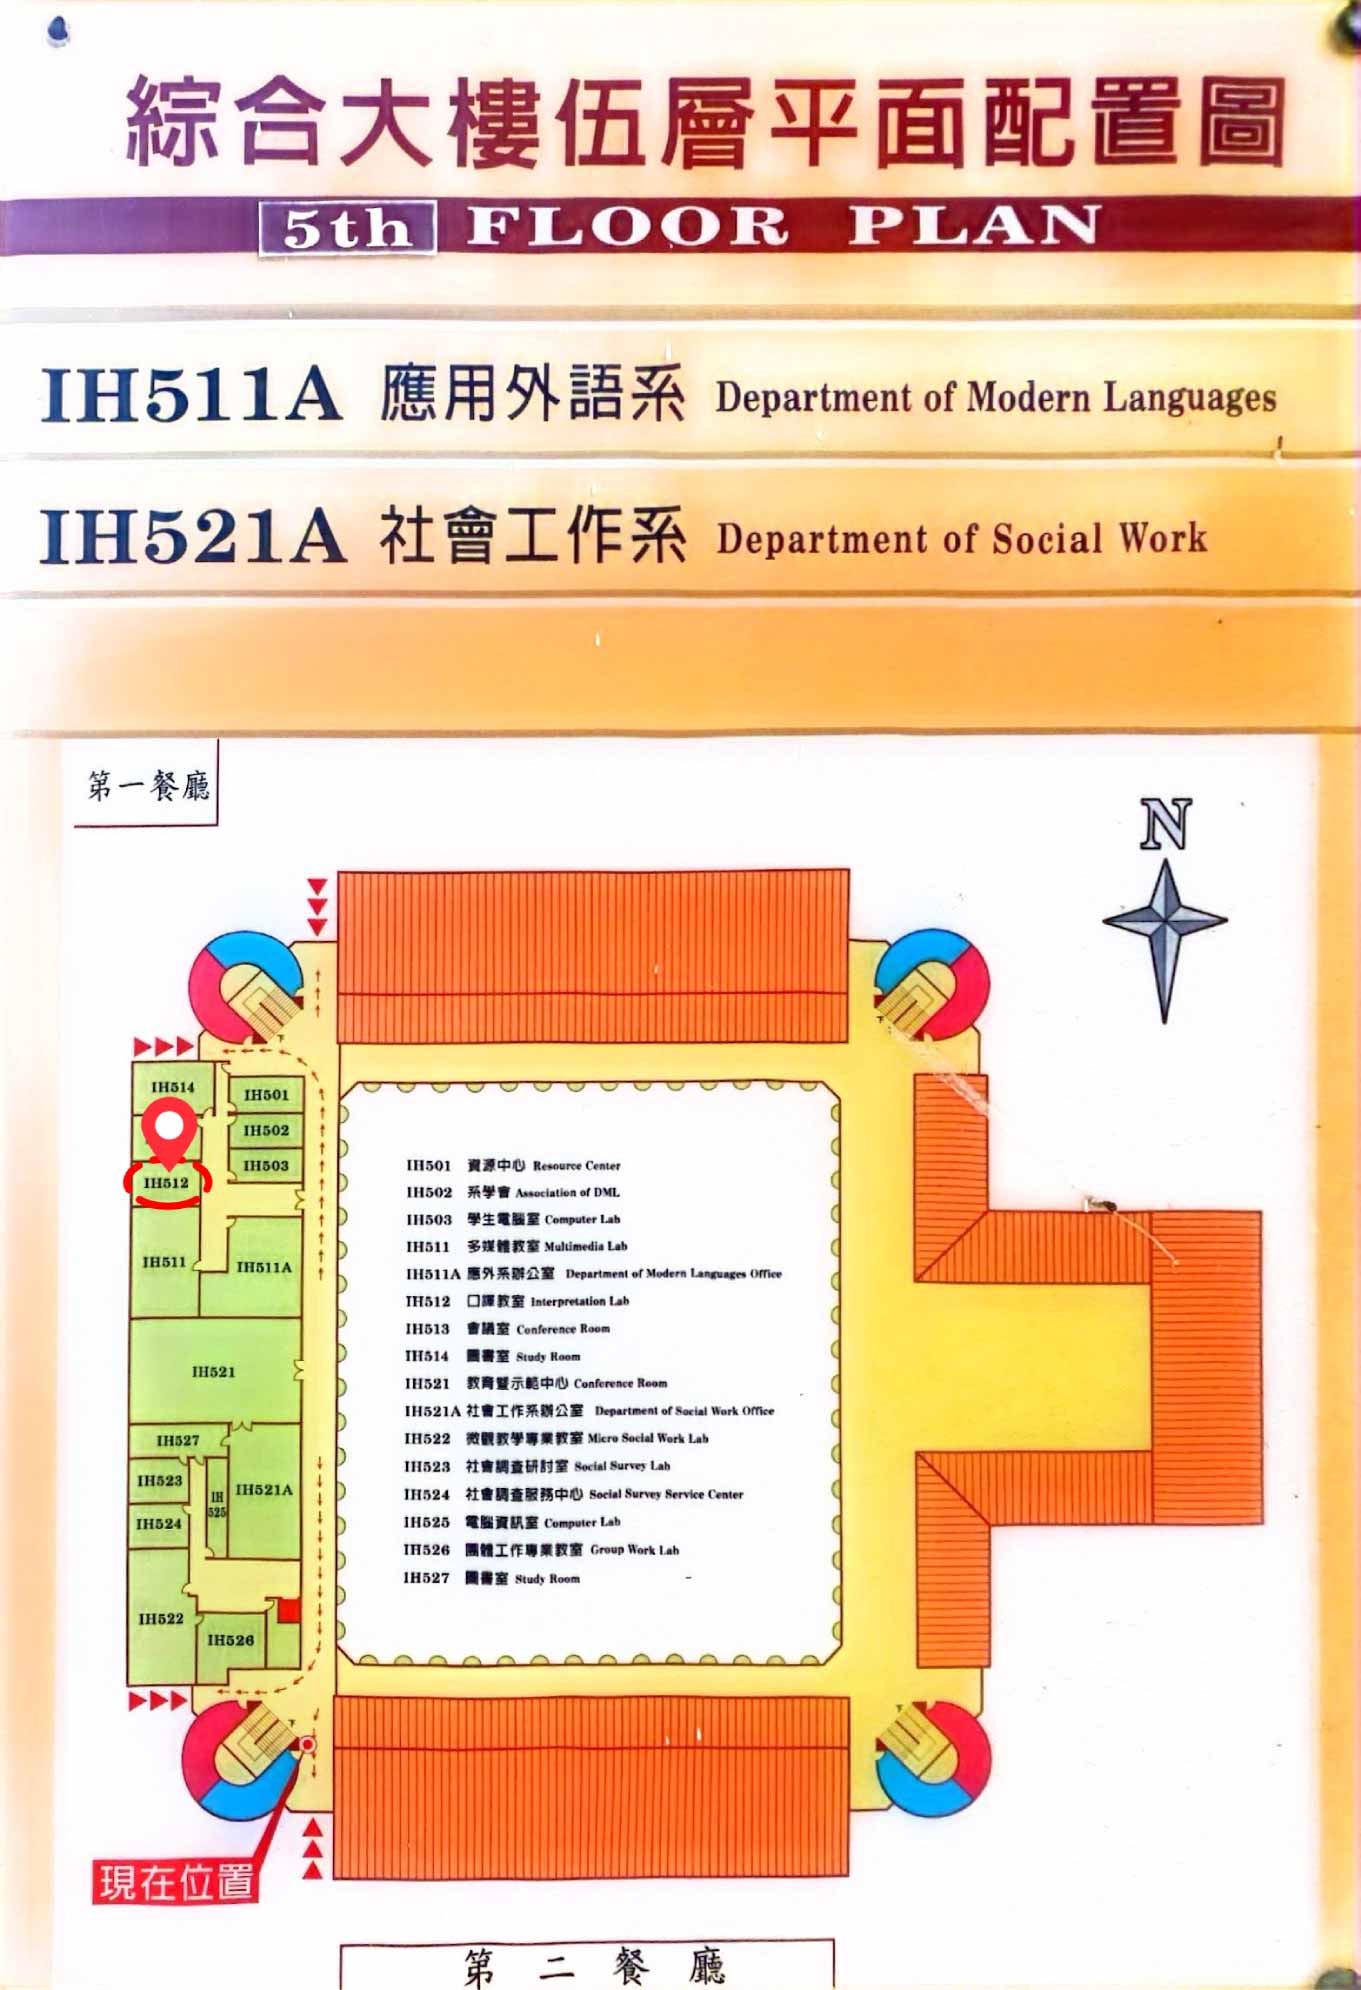 綜合大樓伍層平面配置圖
5th FLOOR PLAN
IH511A 應用外語系 Department of Modern Languages
IH521A 社會工作系 Department of Social Work
第一餐廳
N
下
下
IH514
IH501
IH502
IH503
IH512
IH511
IH511A
IH521
IH527
IH523
IH
525
IH521A
IH524
IH522
IH526
IH501 資源中心 Resource Center
IH502 系學會 Association of DML
IH503 學生電腦室 Computer Lab
IH511 多媒體教室 Multimedia Lab
IH511A 應外系辦公室 Department of Modern Languages Office
IH512 口譯教室 Interpretation Lab
IH513 會議室 Conference Room
IH514 圖書室 Study Room
IH521 教育暨示範中心 Conference Room
IH521A 社會工作系辦公室 Department of Social Work Office
IH522 微觀教學專業教室 Micro Social Work Lab
IH523 社會調查研討室 Social Survey Lab
IH524 社會調查服務中心 Social Survey Service Center
IH525 電腦資訊室 Computer Lab
IH526 團體工作專業教室 Group Work Lab
IH527 圖書室 Study Room
下
下
現在位置
第二餐廳